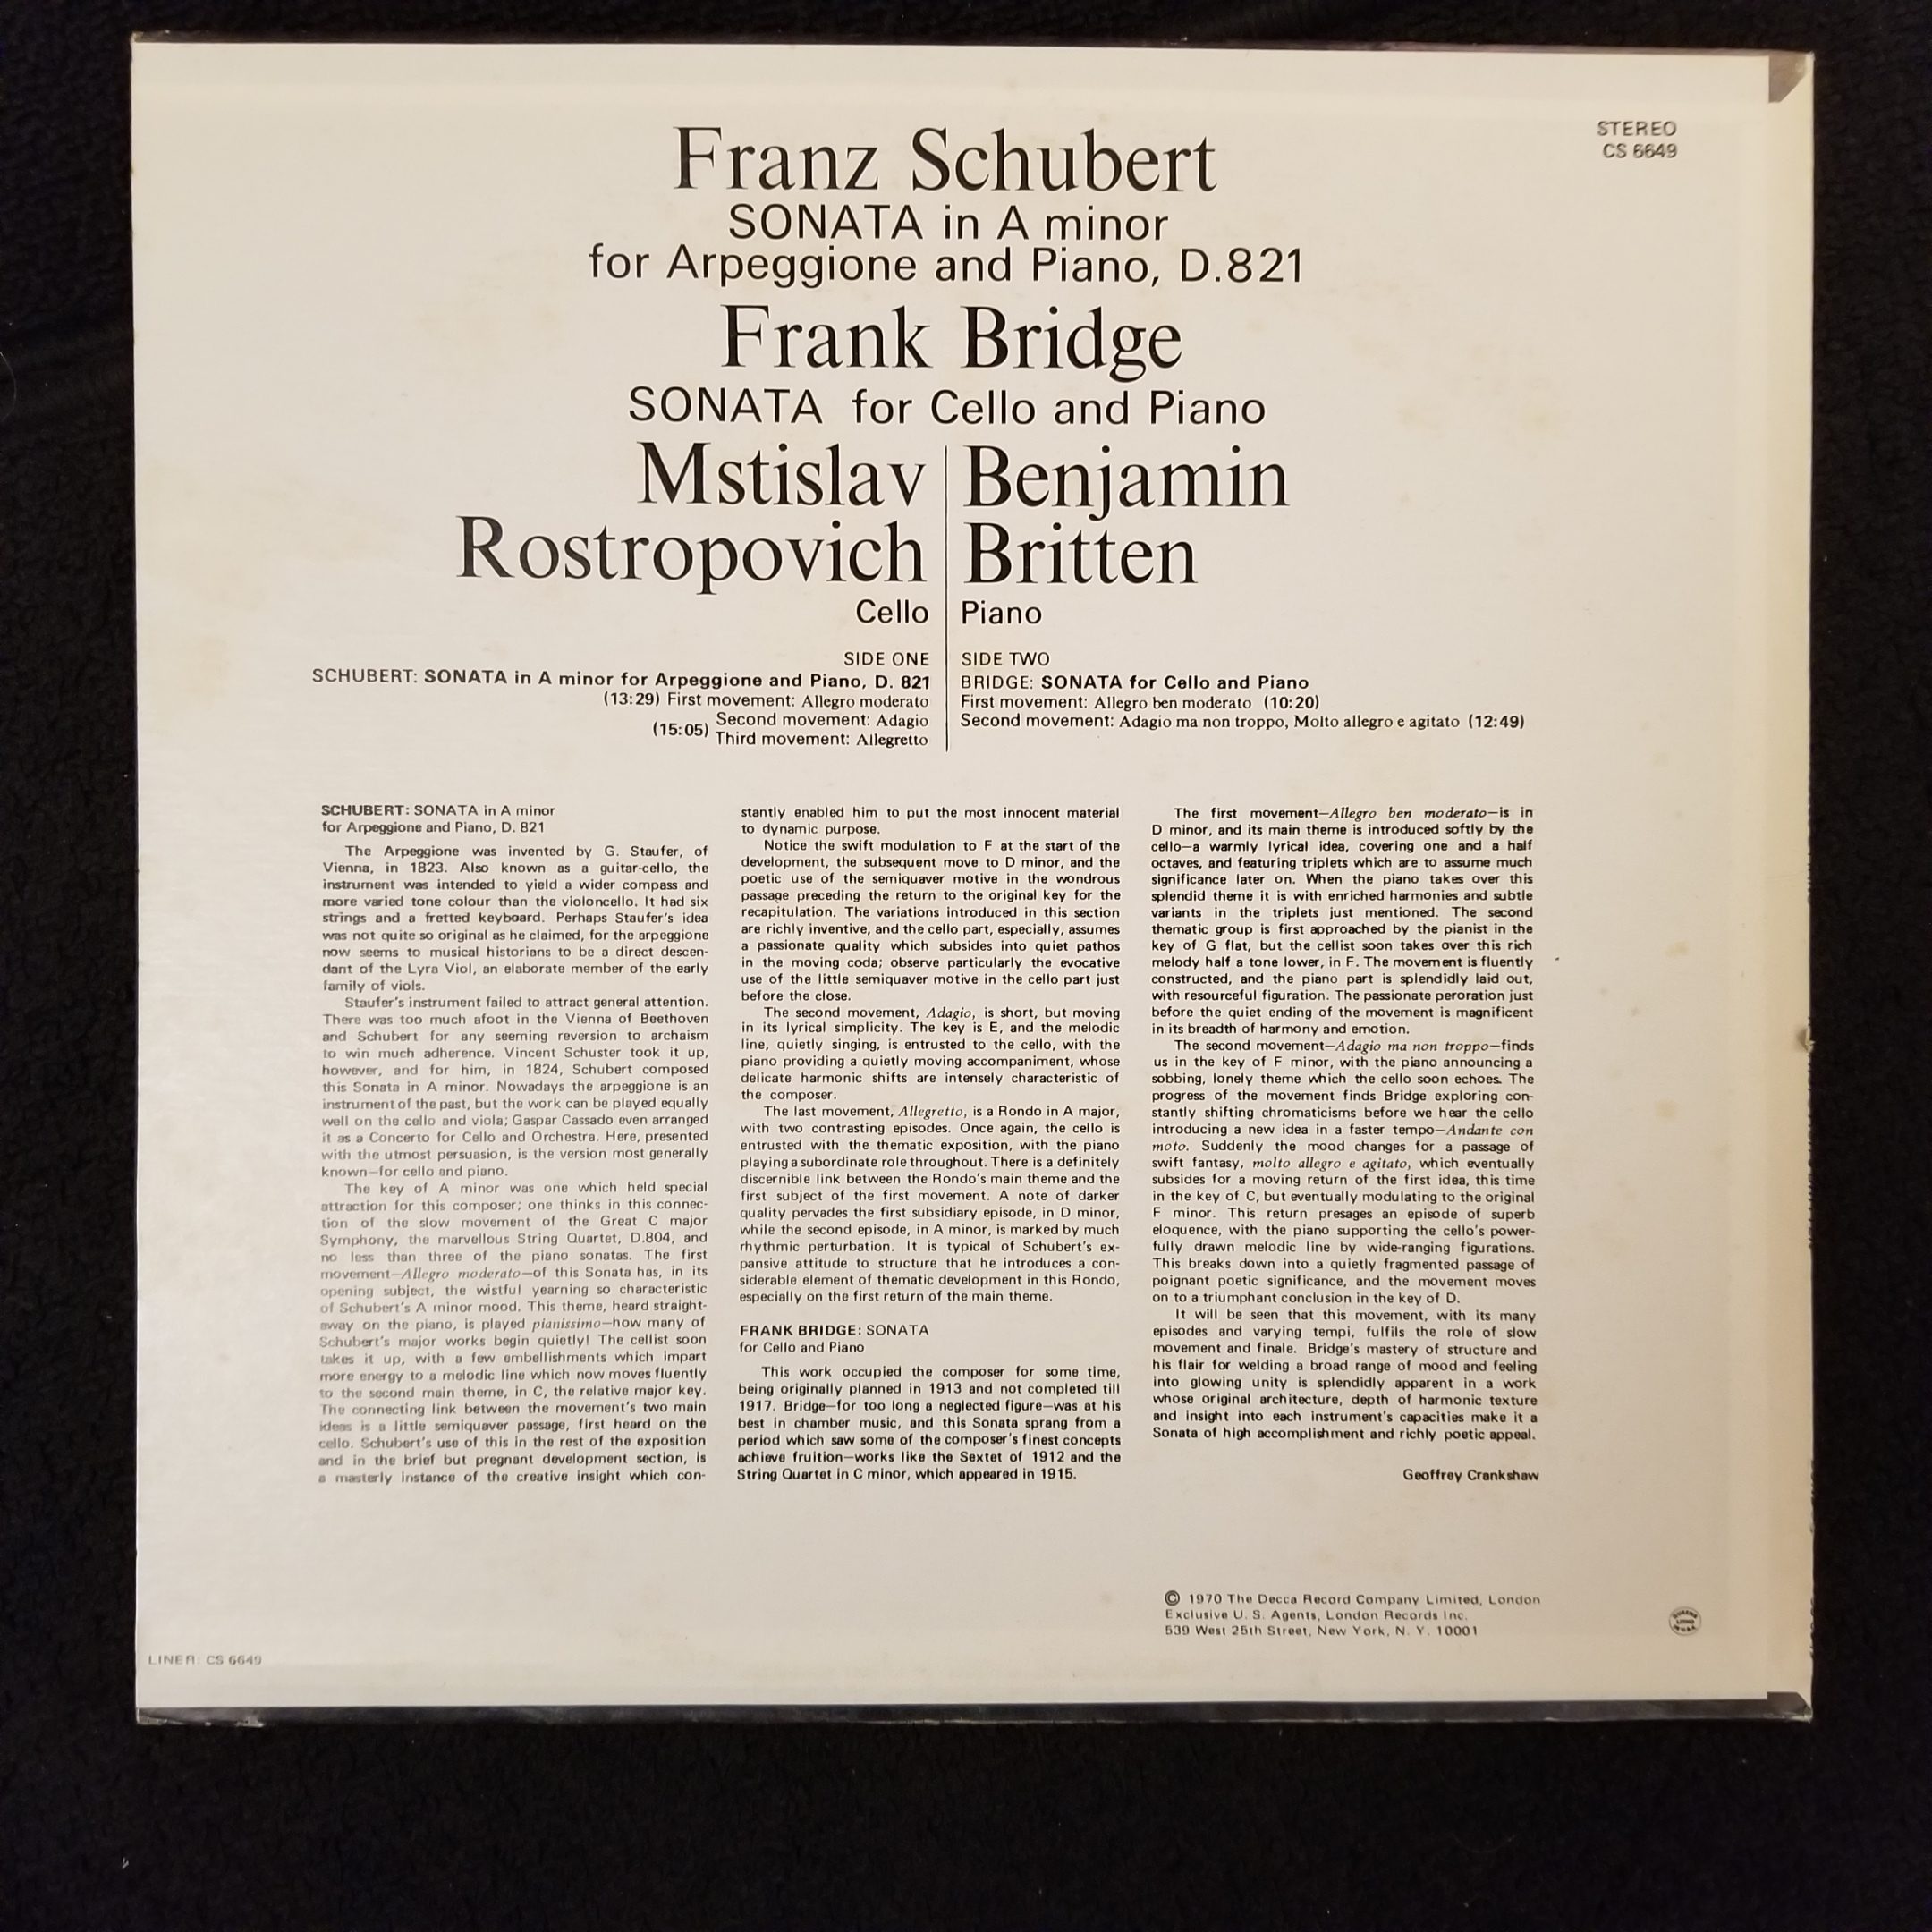 STEREO
CS 6649
Franz Schubert
SONATA in A minor
for Arpeggione and Piano, D.821
Frank Bridge
SONATA for Cello and Piano
Mstislav
Rostropovich
Cello
Benjamin
Britten
Piano
SIDE ONE
SCHUBERT: SONATA in A minor for Arpeggione and Piano, D. 821
(13:29) First movement: Allegro moderato
(15:05) Second movement: Adagio
Third movement: Allegretto
SIDE TWO
BRIDGE: SONATA for Cello and Piano
First movement: Allegro ben moderato (10:20)
Second movement: Adagio ma non troppo, Molto allegro e agitato (12:49)
SCHUBERT: SONATA in A minor
for Arpeggione and Piano, D. 821
The Arpeggione was invented by G. Staufer, of
Vienna, in 1823. Also known as a guitar-cello, the
instrument was intended to yield a wider compass and
more varied tone colour than the violoncello. It had six
strings and a fretted keyboard. Perhaps Staufer's idea
was not quite so original as he claimed, for the arpeggione
now seems to musical historians to be a direct descen-
dant of the Lyra Viol, an elaborate member of the early
family of viols.
Staufer's instrument failed to attract general attention.
There was too much afoot in the Vienna of Beethoven
and Schubert for any seeming reversion to archaism
to win much adherence. Vincent Schuster took it up,
however, and for him, in 1824, Schubert composed
this Sonata in A minor. Nowadays the arpeggione is an
instrument of the past, but the work can be played equally
well on the cello and viola; Gaspar Cassado even arranged
it as a Concerto for Cello and Orchestra. Here, presented
with the utmost persuasion, is the version most generally
known—for cello and piano.
The key of A minor was one which held special
attraction for this composer; one thinks in this connec-
tion of the slow movement of the Great C major
Symphony, the marvellous String Quartet, D.804, and
no less than three of the piano sonatas. The first
movement—Allegro moderato—of this Sonata has, in its
opening subject, the wistful yearning so characteristic
of Schubert's A minor mood. This theme, heard straight-
away on the piano, is played pianissimo—how many of
Schubert's major works begin quietly! The cellist soon
takes it up, with a few embellishments which impart
more energy to a melodic line which now moves fluently
to the second main theme, in C, the relative major key.
The connecting link between the movement's two main
ideas is a little semiquaver passage, first heard on the
cello. Schubert's use of this in the rest of the exposition
and in the brief but pregnant development section, is
a masterly instance of the creative insight which con-
stantly enabled him to put the most innocent material
to dynamic purpose.
Notice the swift modulation to F at the start of the
development, the subsequent move to D minor, and the
poetic use of the semiquaver motive in the wondrous
passage preceding the return to the original key for the
recapitulation. The variations introduced in this section
are richly inventive, and the cello part, especially, assumes
a passionate quality which subsides into quiet pathos
in the moving coda; observe particularly the evocative
use of the little semiquaver motive in the cello part just
before the close.
The second movement, Adagio, is short, but moving
in its lyrical simplicity. The key is E, and the melodic
line, quietly singing, is entrusted to the cello, with the
piano providing a quietly moving accompaniment, whose
delicate harmonic shifts are intensely characteristic of
the composer.
The last movement, Allegretto, is a Rondo in A major,
with two contrasting episodes. Once again, the cello is
entrusted with the thematic exposition, with the piano
playing a subordinate role throughout. There is a definitely
discernible link between the Rondo's main theme and the
first subject of the first movement. A note of darker
quality pervades the first subsidiary episode, in D minor,
while the second episode, in A minor, is marked by much
rhythmic perturbation. It is typical of Schubert's ex-
pansive attitude to structure that he introduces a con-
siderable element of thematic development in this Rondo,
especially on the first return of the main theme.
FRANK BRIDGE: SONATA
for Cello and Piano
This work occupied the composer for some time,
being originally planned in 1913 and not completed till
1917. Bridge—for too long a neglected figure—was at his
best in chamber music, and this Sonata sprang from a
period which saw some of the composer's finest concepts
achieve fruition—works like the Sextet of 1912 and the
String Quartet in C minor, which appeared in 1915.
The first movement—Allegro ben moderato—is in
D minor, and its main theme is introduced softly by the
cello—a warmly lyrical idea, covering one and a half
octaves, and featuring triplets which are to assume much
significance later on. When the piano takes over this
splendid theme it is with enriched harmonies and subtle
variants in the triplets just mentioned. The second
thematic group is first approached by the pianist in the
key of G flat, but the cellist soon takes over this rich
melody half a tone lower, in F. The movement is fluently
constructed, and the piano part is splendidly laid out,
with resourceful figuration. The passionate peroration just
before the quiet ending of the movement is magnificent
in its breadth of harmony and emotion.
The second movement—Adagio ma non troppo—finds
us in the key of F minor, with the piano announcing a
sobbing, lonely theme which the cello soon echoes. The
progress of the movement finds Bridge exploring con-
stantly shifting chromaticisms before we hear the cello
introducing a new idea in a faster tempo—Andante con
moto. Suddenly the mood changes for a passage of
swift fantasy, molto allegro e agitato, which eventually
subsides for a moving return of the first idea, this time
in the key of C, but eventually modulating to the original
F minor. This return presages an episode of superb
eloquence, with the piano supporting the cello's power-
fully drawn melodic line by wide-ranging figurations.
This breaks down into a quietly fragmented passage of
poignant poetic significance, and the movement moves
on to a triumphant conclusion in the key of D.
It will be seen that this movement, with its many
episodes and varying tempi, fulfils the role of slow
movement and finale. Bridge's mastery of structure and
his flair for welding a broad range of mood and feeling
into glowing unity is splendidly apparent in a work
whose original architecture, depth of harmonic texture
and insight into each instrument's capacities make it a
Sonata of high accomplishment and richly poetic appeal.
Geoffrey Crankshaw
© 1970 The Decca Record Company Limited, London
Exclusive U. S. Agents, London Records Inc.
539 West 25th Street, New York, N. Y. 10001
LINER: CS 6649